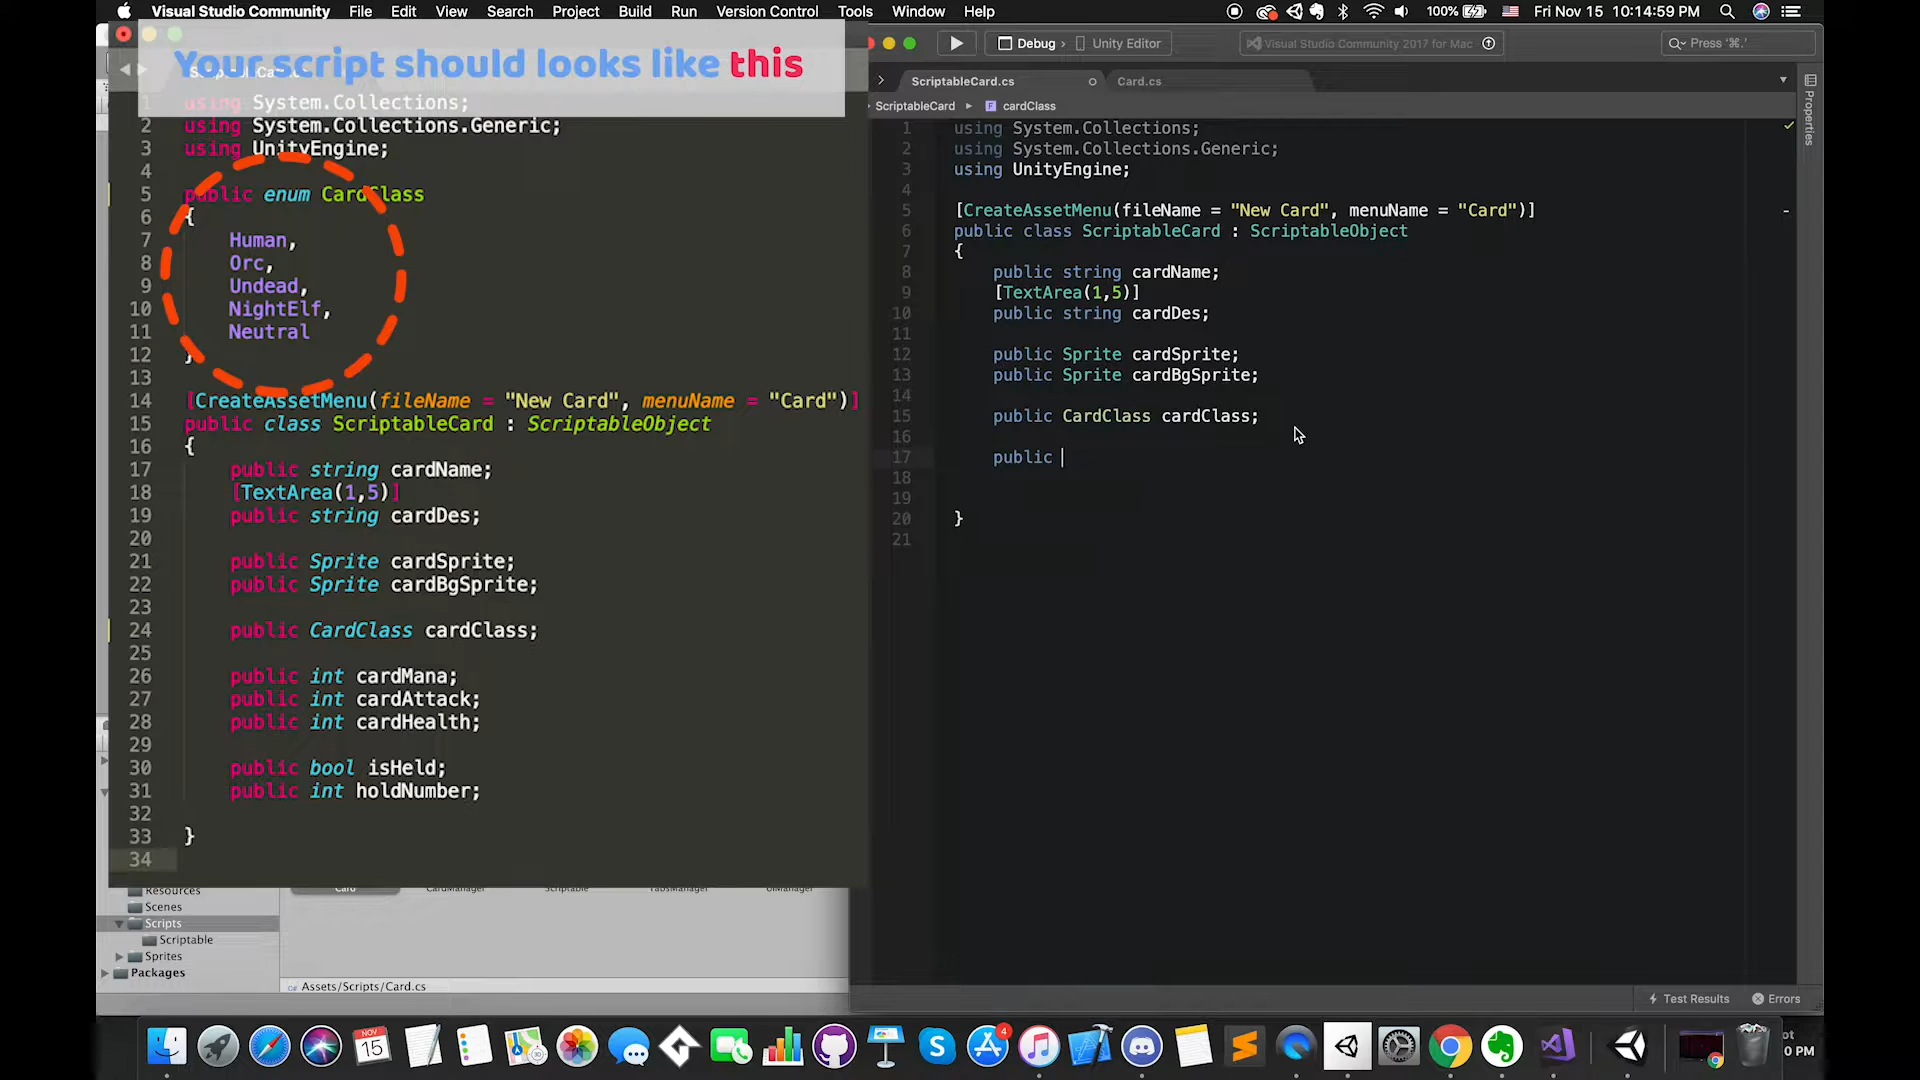 Visual Studio Community File Edit View Search Project Build Run Version Control Tools Window Help 100% Fri Nov 15 10:14:59 PM
Your script should looks like this
1 using System.Collections;
2 using System.Collections.Generic;
3 using UnityEngine;
4
5 public enum CardClass
6 {
7 Human,
8 Orc,
9 Undead,
10 NightElf,
11 Neutral
12 }
13
14 [CreateAssetMenu(fileName = "New Card", menuName = "Card")]
15 public class ScriptableCard : ScriptableObject
16 {
17 public string cardName;
18 [TextArea(1,5)]
19 public string cardDes;
20
21 public Sprite cardSprite;
22 public Sprite cardBgSprite;
23
24 public CardClass cardClass;
25
26 public int cardMana;
27 public int cardAttack;
28 public int cardHealth;
29
30 public bool isHeld;
31 public int holdNumber;
32
33 }
34
Resources
Scenes
Scripts
Scriptable
Sprites
Packages
Card CardManager Scriptable TabsManager UIManager
Assets/Scripts/Card.cs
Debug › Unity Editor Visual Studio Community 2017 for Mac Press '⌘.'
ScriptableCard.cs Card.cs
ScriptableCard ▸ F cardClass
Properties
1 using System.Collections;
2 using System.Collections.Generic;
3 using UnityEngine;
4
5 [CreateAssetMenu(fileName = "New Card", menuName = "Card")]
6 public class ScriptableCard : ScriptableObject
7 {
8 public string cardName;
9 [TextArea(1,5)]
10 public string cardDes;
11
12 public Sprite cardSprite;
13 public Sprite cardBgSprite;
14
15 public CardClass cardClass;
16
17 public
18
19
20 }
21
Test Results Errors
NOV
15
4
0 PM